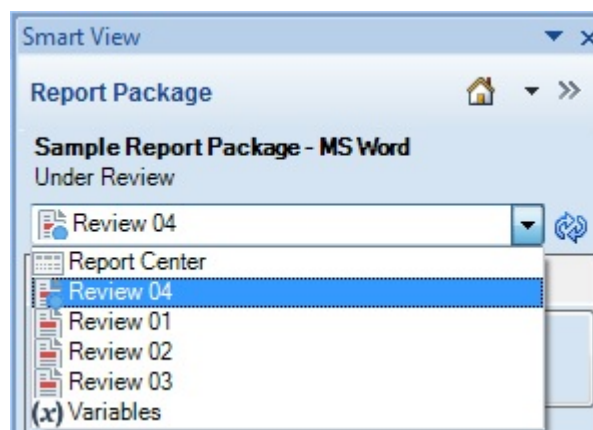 Smart View
Report Package
Sample Report Package - MS Word
Under Review
Review 04
Report Center
Review 04
Review 01
Review 02
Review 03
(x) Variables